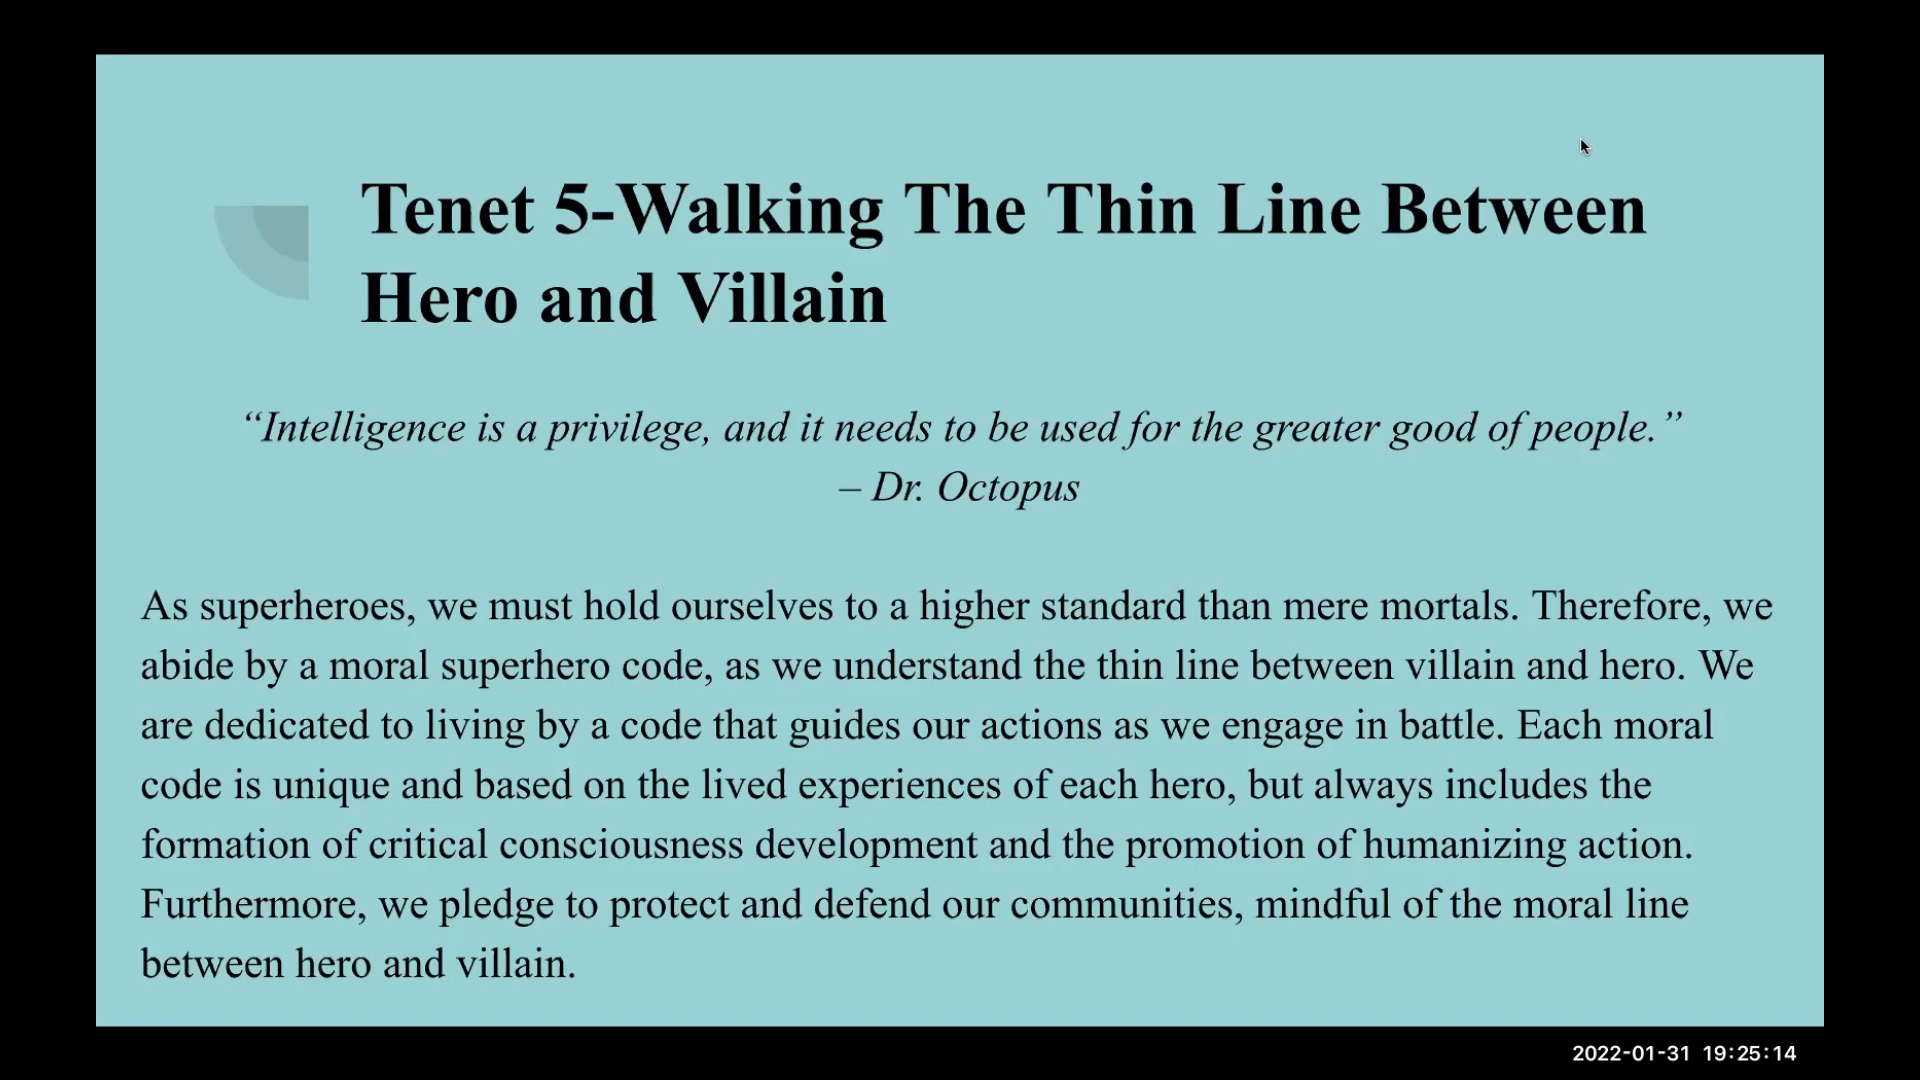 Tenet 5-Walking The Thin Line Between
Hero and Villain
“Intelligence is a privilege, and it needs to be used for the greater good of people.”
– Dr. Octopus
As superheroes, we must hold ourselves to a higher standard than mere mortals. Therefore, we
abide by a moral superhero code, as we understand the thin line between villain and hero. We
are dedicated to living by a code that guides our actions as we engage in battle. Each moral
code is unique and based on the lived experiences of each hero, but always includes the
formation of critical consciousness development and the promotion of humanizing action.
Furthermore, we pledge to protect and defend our communities, mindful of the moral line
between hero and villain.
2022-01-31 19:25:14